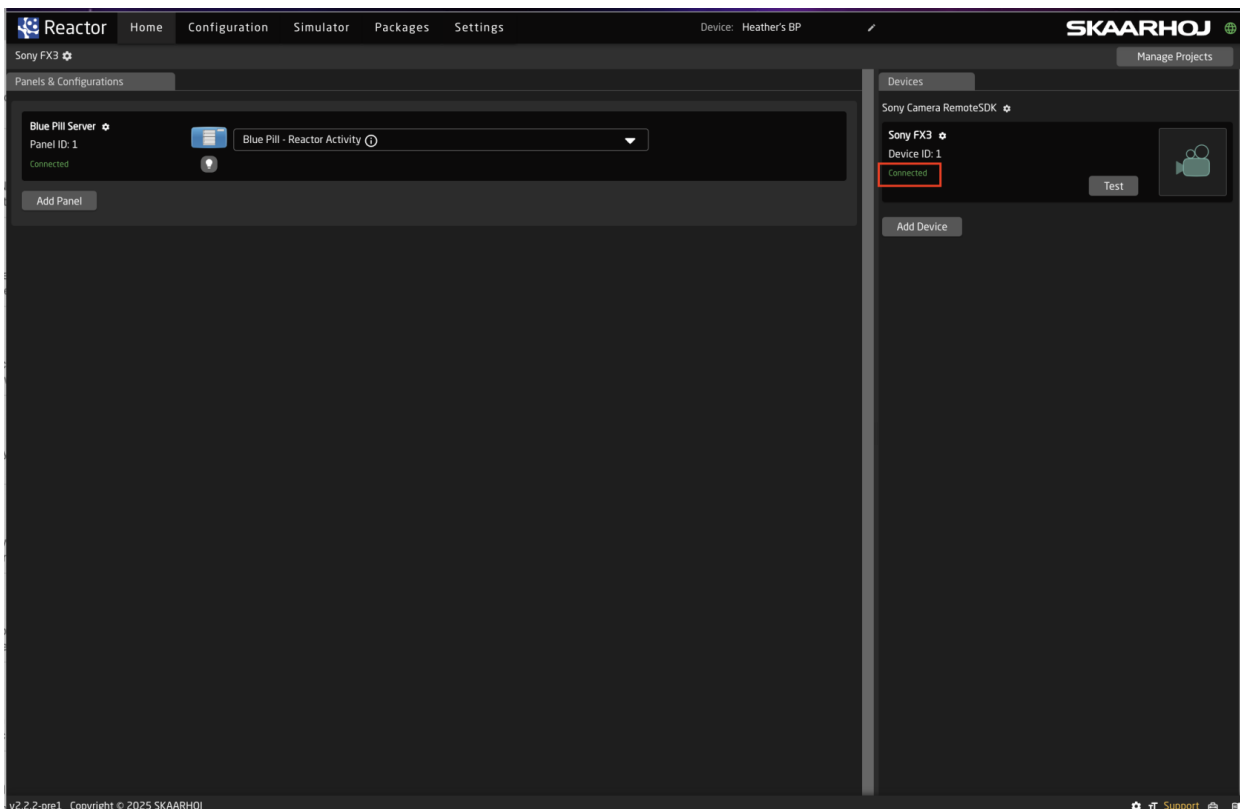 Reactor Home Configuration Simulator Packages Settings Device: Heather's BP SKAARHOJ
Sony FX3 Manage Projects
Panels & Configurations
Blue Pill Server
Panel ID: 1
Connected
Blue Pill - Reactor Activity
Add Panel
Devices
Sony Camera RemoteSDK
Sony FX3
Device ID: 1
Connected
Test
Add Device
v2.2.2-pre1 Copyright © 2025 SKAARHOJ Support